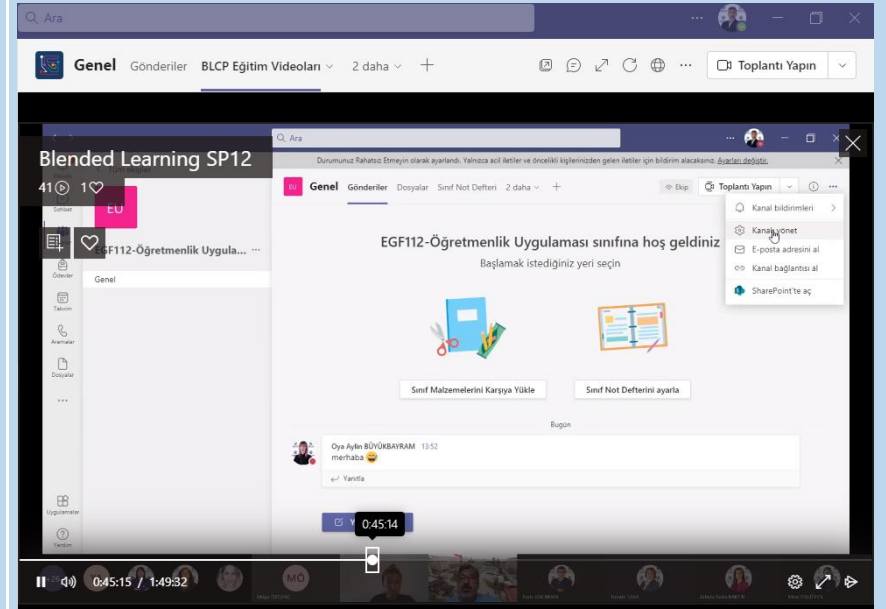 Ara
Genel Gönderiler BLCP Eğitim Videoları 2 daha
Toplantı Yapın
Ara
Blended Learning SP12
Durumunuz Rahatsız Etmeyin olarak ayarlandı. Yalnızca acil iletiler ve öncelikli kişilerinizden gelen iletiler için bildirim alacaksınız. Ayarları değiştir.
41 1
EU
EU Genel Gönderiler Dosyalar Sınıf Not Defteri 2 daha
Ekip
Toplantı Yapın
Sohbet
Kanal bildirimleri
Kanalı yönet
E-posta adresini al
Kanal bağlantısı al
SharePoint'te aç
EGF112-Öğretmenlik Uygula...
Genel
EGF112-Öğretmenlik Uygulaması sınıfına hoş geldiniz
Başlamak istediğiniz yeri seçin
Ödevler
Takvim
Aramalar
Dosyalar
Sınıf Malzemelerini Karşıya Yükle
Sınıf Not Defterini ayarla
Bugün
Oya Aylin BÜYÜKBAYRAM 13:52
merhaba
Yanıtla
Uygulamalar
Yardım
0:45:14
MÖ
0:45:15 / 1:49:32